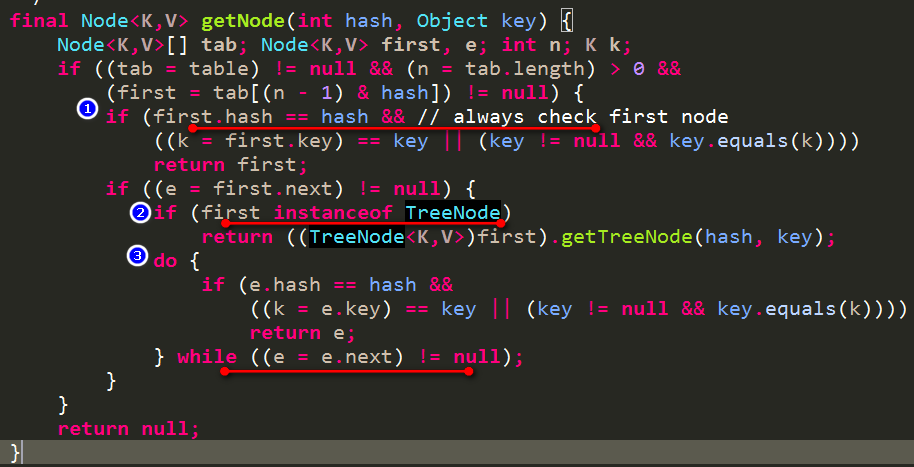 final Node<K,V> getNode(int hash, Object key) {
    Node<K,V>[] tab; Node<K,V> first, e; int n; K k;
    if ((tab = table) != null && (n = tab.length) > 0 &&
        (first = tab[(n - 1) & hash]) != null) {
1       if (first.hash == hash && // always check first node
            ((k = first.key) == key || (key != null && key.equals(k))))
            return first;
        if ((e = first.next) != null) {
2           if (first instanceof TreeNode)
                return ((TreeNode<K,V>)first).getTreeNode(hash, key);
3           do {
                if (e.hash == hash &&
                    ((k = e.key) == key || (key != null && key.equals(k))))
                    return e;
            } while ((e = e.next) != null);
        }
    }
    return null;
}